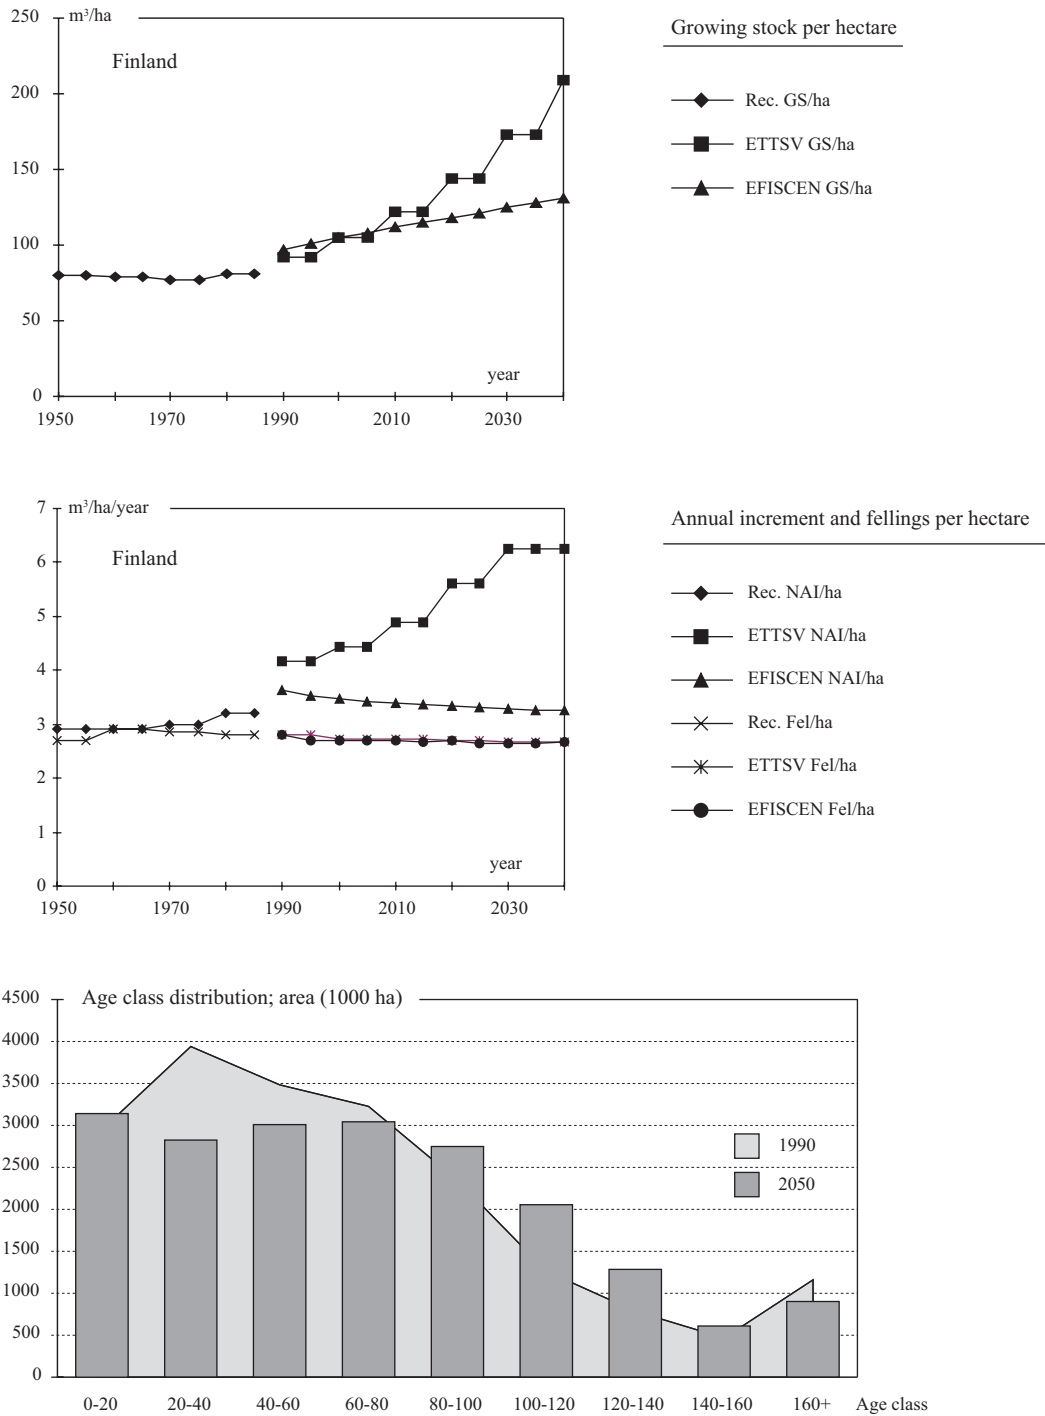 250
m³/ha
Growing stock per hectare
Finland
200
Rec. GS/ha
ETTSV GS/ha
150
EFISCEN GS/ha
100
50
year
0
1950 1970 1990 2010 2030
7
m³/ha/year
Annual increment and fellings per hectare
Finland
6
Rec. NAI/ha
ETTSV NAI/ha
5
EFISCEN NAI/ha
4
Rec. Fel/ha
3
ETTSV Fel/ha
2
EFISCEN Fel/ha
1
year
0
1950 1970 1990 2010 2030
4500
Age class distribution; area (1000 ha)
4000
3500
3000
1990
2500
2050
2000
1500
1000
500
0
0-20 20-40 40-60 60-80 80-100 100-120 120-140 140-160 160+ Age class